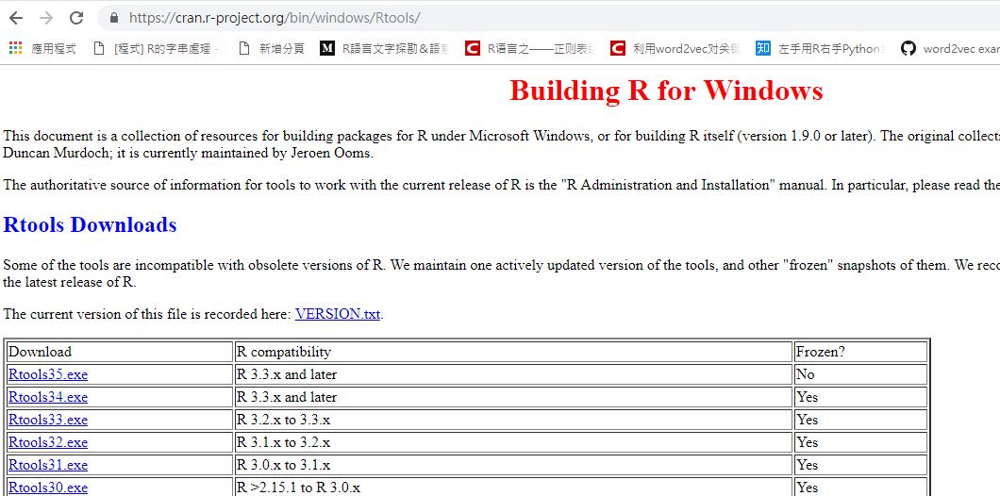 https://cran.r-project.org/bin/windows/Rtools/
應用程式 [程式] R的字串處理 - 新增分頁 M R語言文字探勘&語意 C R语言之——正则表达 C 利用word2vec对关键 知 左手用R右手Python系 word2vec exar
Building R for Windows
This document is a collection of resources for building packages for R under Microsoft Windows, or for building R itself (version 1.9.0 or later). The original collect
Duncan Murdoch; it is currently maintained by Jeroen Ooms.
The authoritative source of information for tools to work with the current release of R is the "R Administration and Installation" manual. In particular, please read the
Rtools Downloads
Some of the tools are incompatible with obsolete versions of R. We maintain one actively updated version of the tools, and other "frozen" snapshots of them. We reco
the latest release of R.
The current version of this file is recorded here: VERSION.txt.
Download R compatibility Frozen?
Rtools35.exe R 3.3.x and later No
Rtools34.exe R 3.3.x and later Yes
Rtools33.exe R 3.2.x to 3.3.x Yes
Rtools32.exe R 3.1.x to 3.2.x Yes
Rtools31.exe R 3.0.x to 3.1.x Yes
Rtools30.exe R >2.15.1 to R 3.0.x Yes